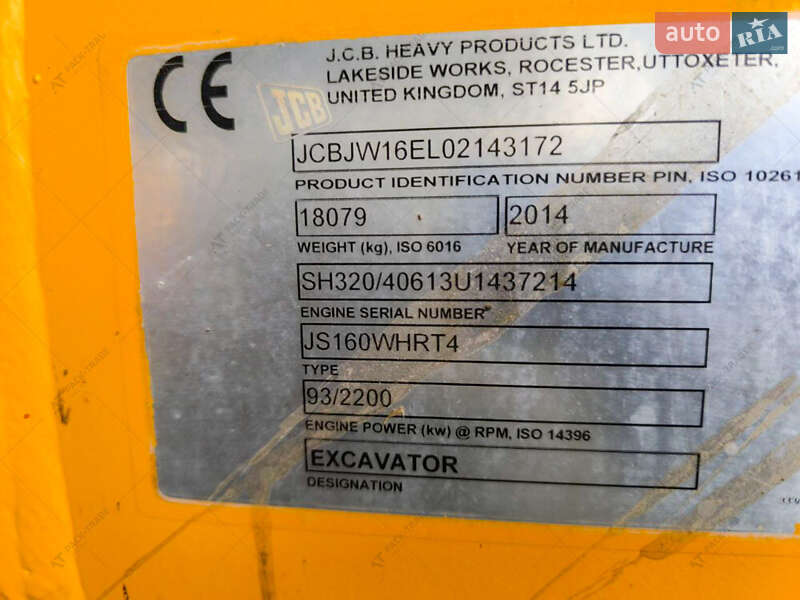 auto RIA
CE
J.C.B. HEAVY PRODUCTS LTD.
LAKESIDE WORKS, ROCESTER, UTTOXETER,
UNITED KINGDOM, ST14 5JP
JCB
JCBJW16EL02143172
PRODUCT IDENTIFICATION NUMBER PIN, ISO 10261
18079 2014
WEIGHT (kg), ISO 6016 YEAR OF MANUFACTURE
SH320/40613U1437214
ENGINE SERIAL NUMBER
JS160WHRT4
TYPE
93/2200
ENGINE POWER (kw) @ RPM, ISO 14396
EXCAVATOR
DESIGNATION